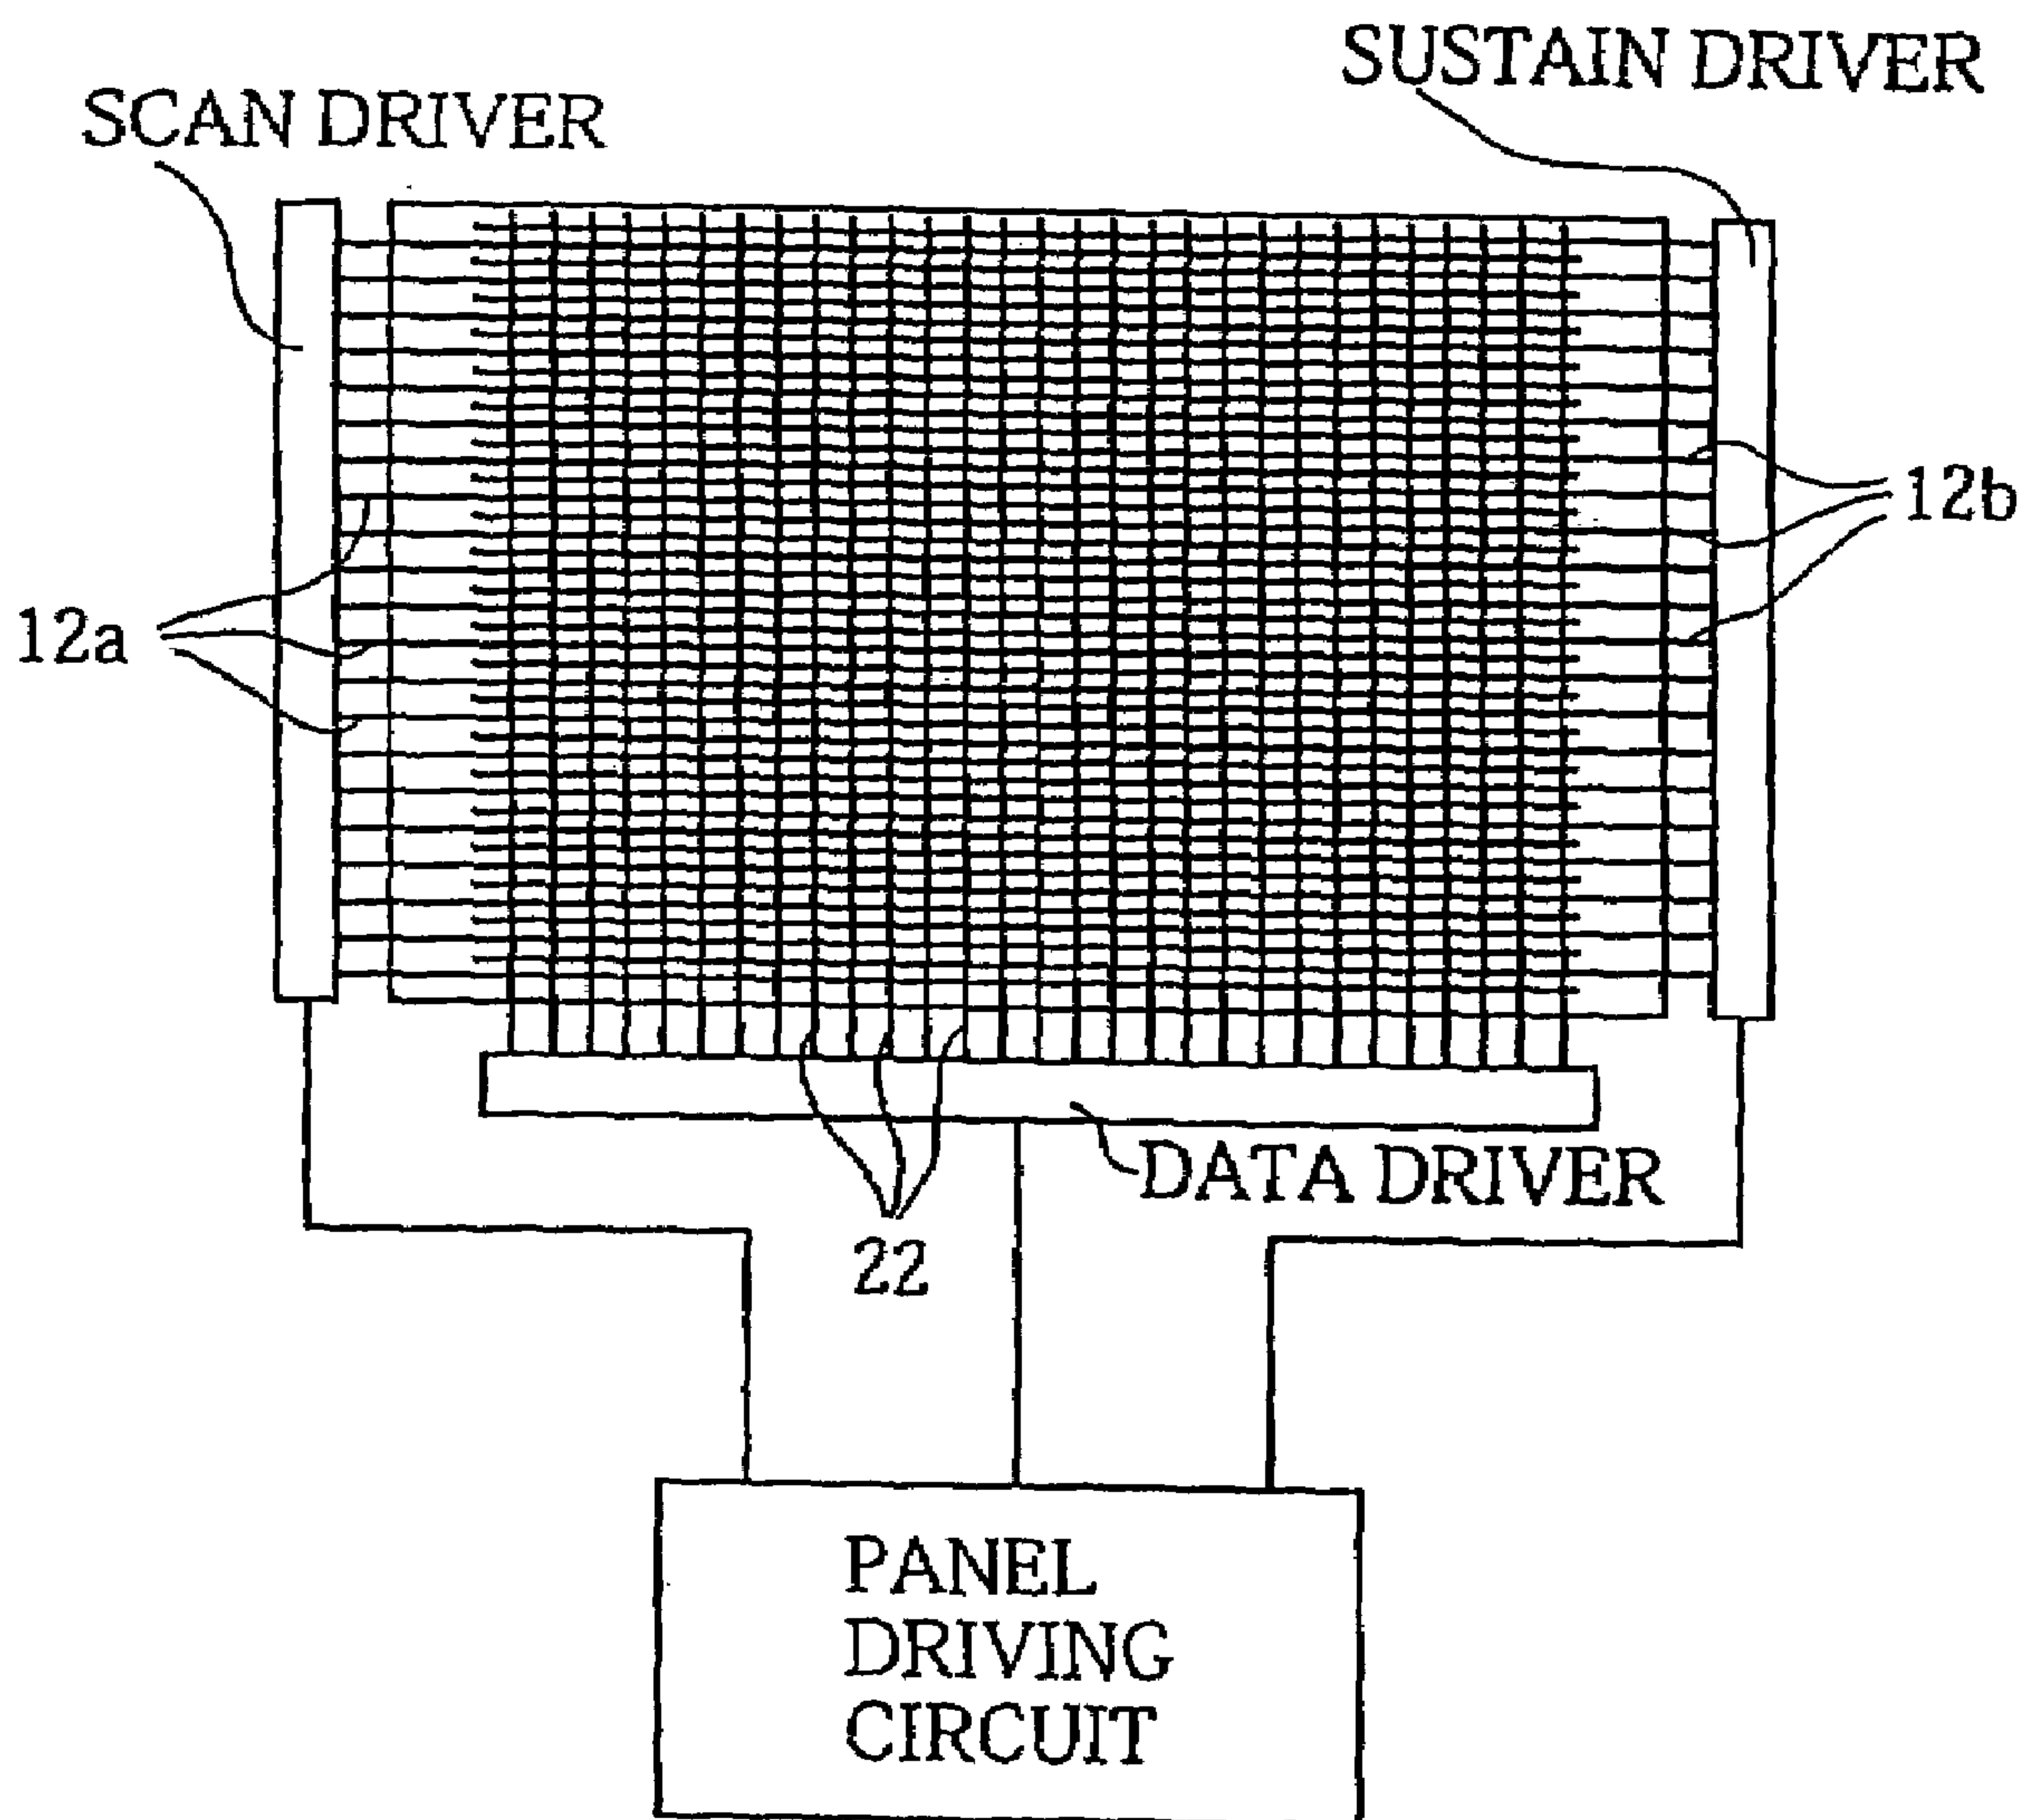 SUSTAIN DRIVER
SCAN DRIVER
12b
12a
DATA DRIVER
22
PANEL
DRIVING
CIRCUIT